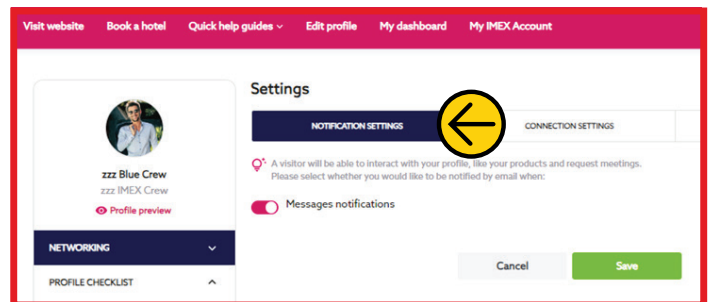 Visit website Book a hotel Quick help guides Edit profile My dashboard My IMEX Account
Settings
NOTIFICATION SETTINGS CONNECTION SETTINGS
A visitor will be able to interact with your profile, like your products and request meetings.
Please select whether you would like to be notified by email when:
Messages notifications
zzz Blue Crew
zzz IMEX Crew
Profile preview
NETWORKING
PROFILE CHECKLIST
Cancel Save